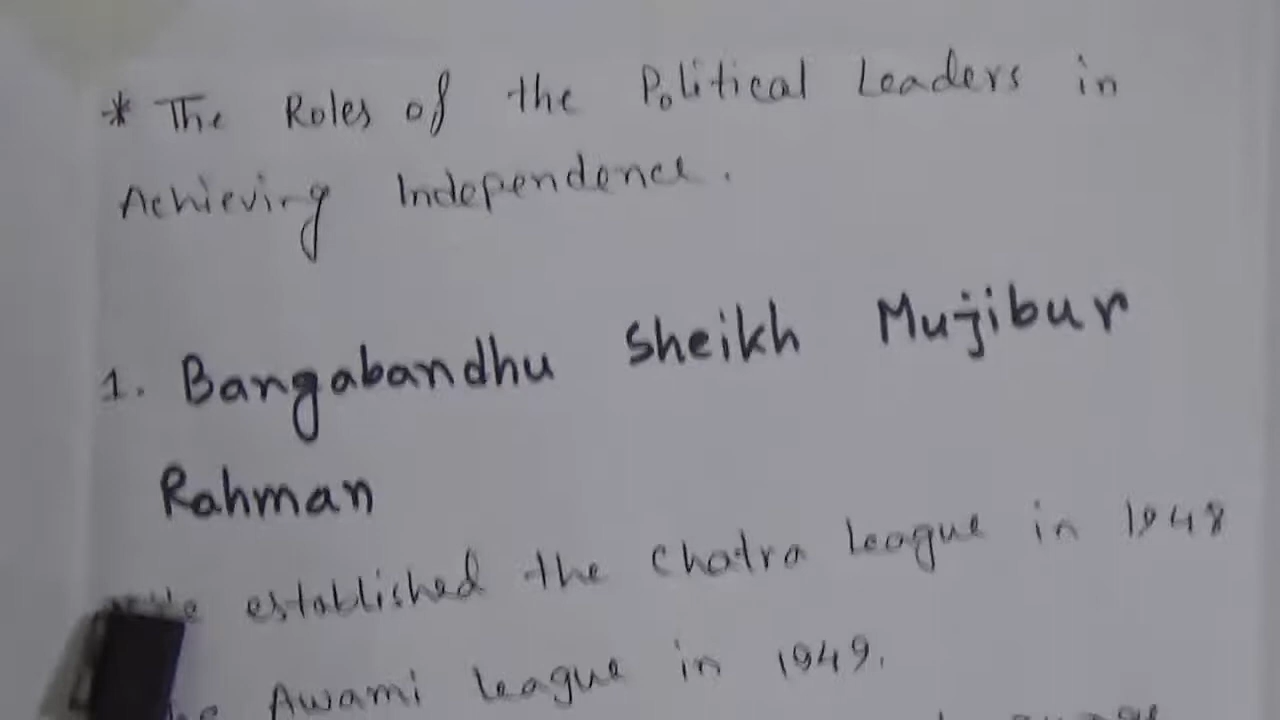 * The Roles of the Political Leaders in
Achieving Independence.
1. Bangabandhu Sheikh Mujibur
Rahman
He established the Chatra league in 1948
Awami league in 1949.